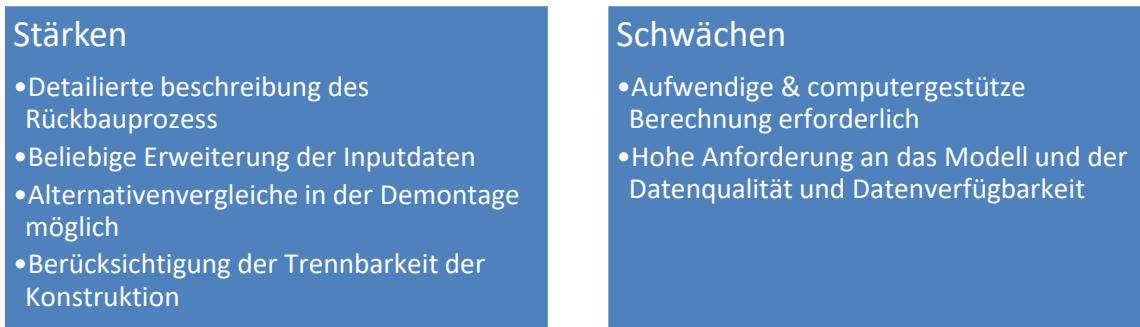 Stärken
•Detailierte beschreibung des
Rückbauprozess
•Beliebige Erweiterung der Inputdaten
•Alternativenvergleiche in der Demontage
möglich
•Berücksichtigung der Trennbarkeit der
Konstruktion
Schwächen
•Aufwendige & computergestütze
Berechnung erforderlich
•Hohe Anforderung an das Modell und der
Datenqualität und Datenverfügbarkeit